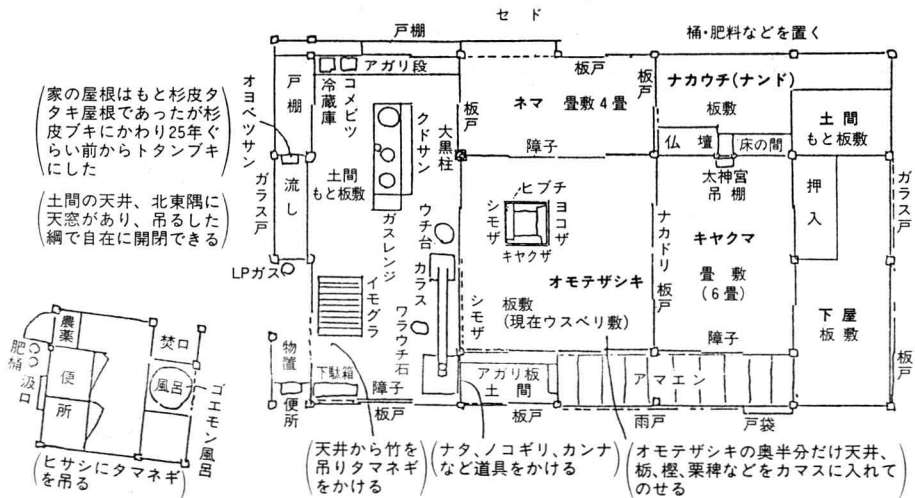 セド
戸棚
桶・肥料などを置く
戸棚
アガリ段
冷蔵庫
コメビツ
板戸
ネマ 畳敷4畳
板戸
板戸
ナカウチ(ナンド)
板敷
土間
もと板敷
仏壇
床の間
障子
太神宮
吊棚
押入
ガラス戸
家の屋根はもと杉皮タ
タキ屋根であったが杉
皮ブキにかわり25年ぐ
らい前からトタンブキ
にした
土間の天井、北東隅に
天窓があり、吊るした
綱で自在に開閉できる
オヨベッサン
ガラス戸
流し
土間
もと板敷
クドサン
大黒柱
ガスレンジ
ウチ台
カラス
ワラウチ石
イモグラ
LPガス
ヒブチ
シモザ
ヨコザ
キャクザ
オモテザシキ
板敷
(現在ウスベリ敷)
シモザ
ナカドリ
板戸
キヤクマ
畳敷
(6畳)
障子
下屋
板敷
板戸
物置
便所
下駄箱
障子
板戸
アガリ板
土間
板戸
アマエン
雨戸
戸袋
農薬
肥桶
汲口
便所
焚口
風呂
ゴエモン風呂
ヒサシにタマネギ
を吊る
天井から竹を
吊りタマネギ
をかける
ナタ、ノコギリ、カンナ
など道具をかける
オモテザシキの奥半分だけ天井、
栃、樫、栗稗などをカマスに入れて
のせる